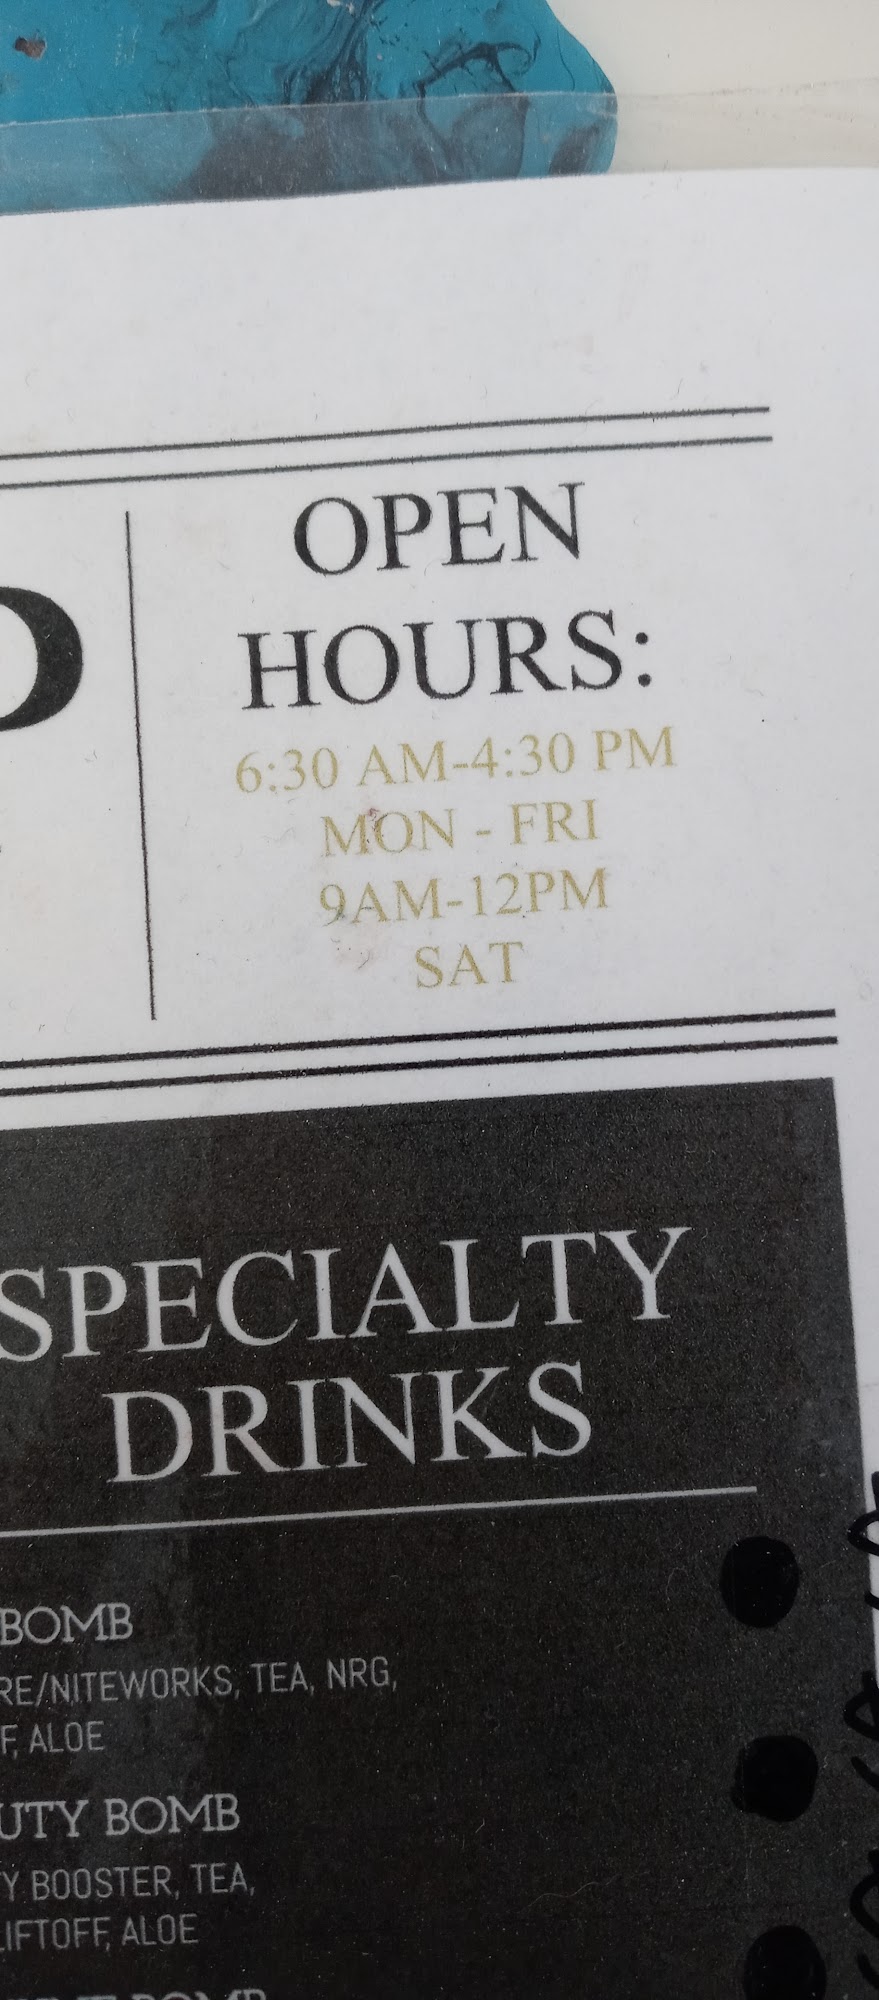 OPEN
HOURS:
6:30 AM-4:30 PM
MON - FRI
9AM-12PM
SAT
SPECIALTY
DRINKS
BOMB
RE/NITEWORKS, TEA, NRG,
F, ALOE
UTY BOMB
Y BOOSTER, TEA,
LIFTOFF, ALOE
BOMB